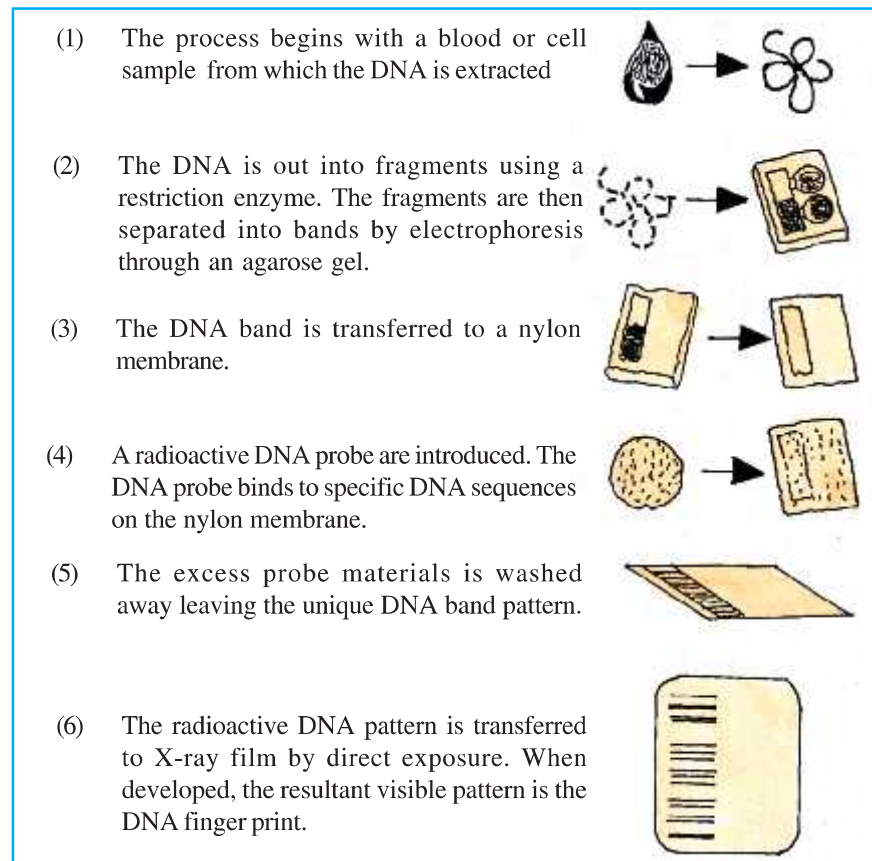 (1) The process begins with a blood or cell
sample from which the DNA is extracted
(2) The DNA is out into fragments using a
restriction enzyme. The fragments are then
separated into bands by electrophoresis
through an agarose gel.
(3) The DNA band is transferred to a nylon
membrane.
(4) A radioactive DNA probe are introduced. The
DNA probe binds to specific DNA sequences
on the nylon membrane.
(5) The excess probe materials is washed
away leaving the unique DNA band pattern.
(6) The radioactive DNA pattern is transferred
to X-ray film by direct exposure. When
developed, the resultant visible pattern is the
DNA finger print.